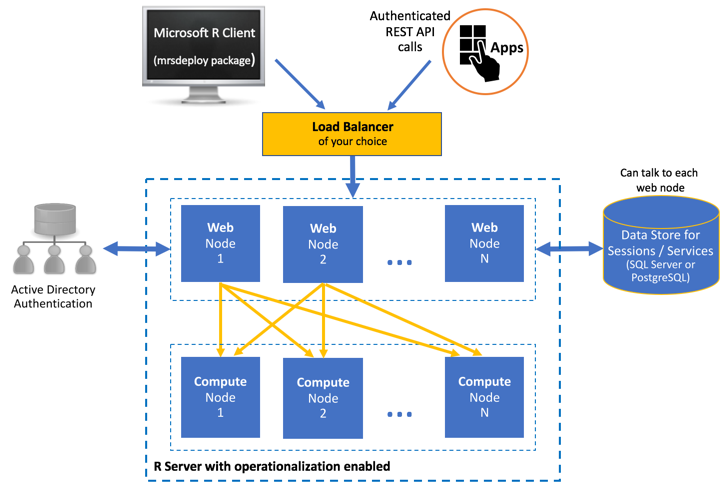 Microsoft R Client
(mrsdeploy package)
Authenticated
REST API
calls
Apps
Load Balancer
of your choice
Can talk to each
web node
Web
Node
1
Web
Node
2
...
Web
Node
N
Data Store for
Sessions / Services
(SQL Server or
PostgreSQL)
Active Directory
Authentication
Compute
Node
1
Compute
Node
2
...
Compute
Node
N
R Server with operationalization enabled